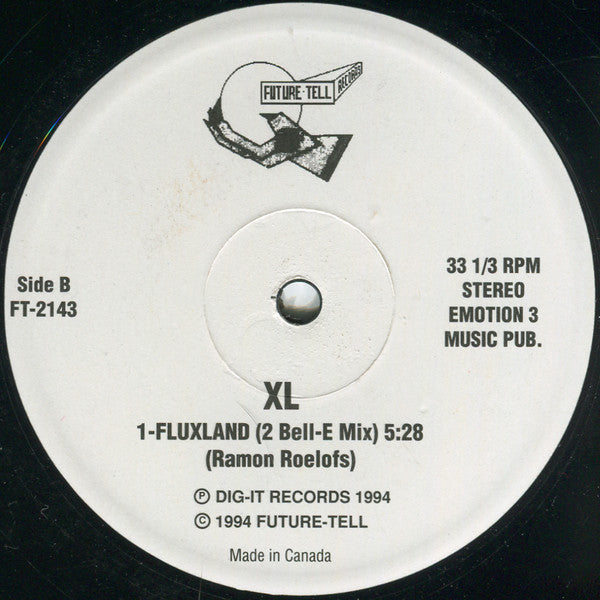 FUTURE-TELL RECORDS
Side B
FT-2143
33 1/3 RPM
STEREO
EMOTION 3
MUSIC PUB.
XL
1-FLUXLAND (2 Bell-E Mix) 5:28
(Ramon Roelofs)
Ⓟ DIG-IT RECORDS 1994
© 1994 FUTURE-TELL
Made in Canada